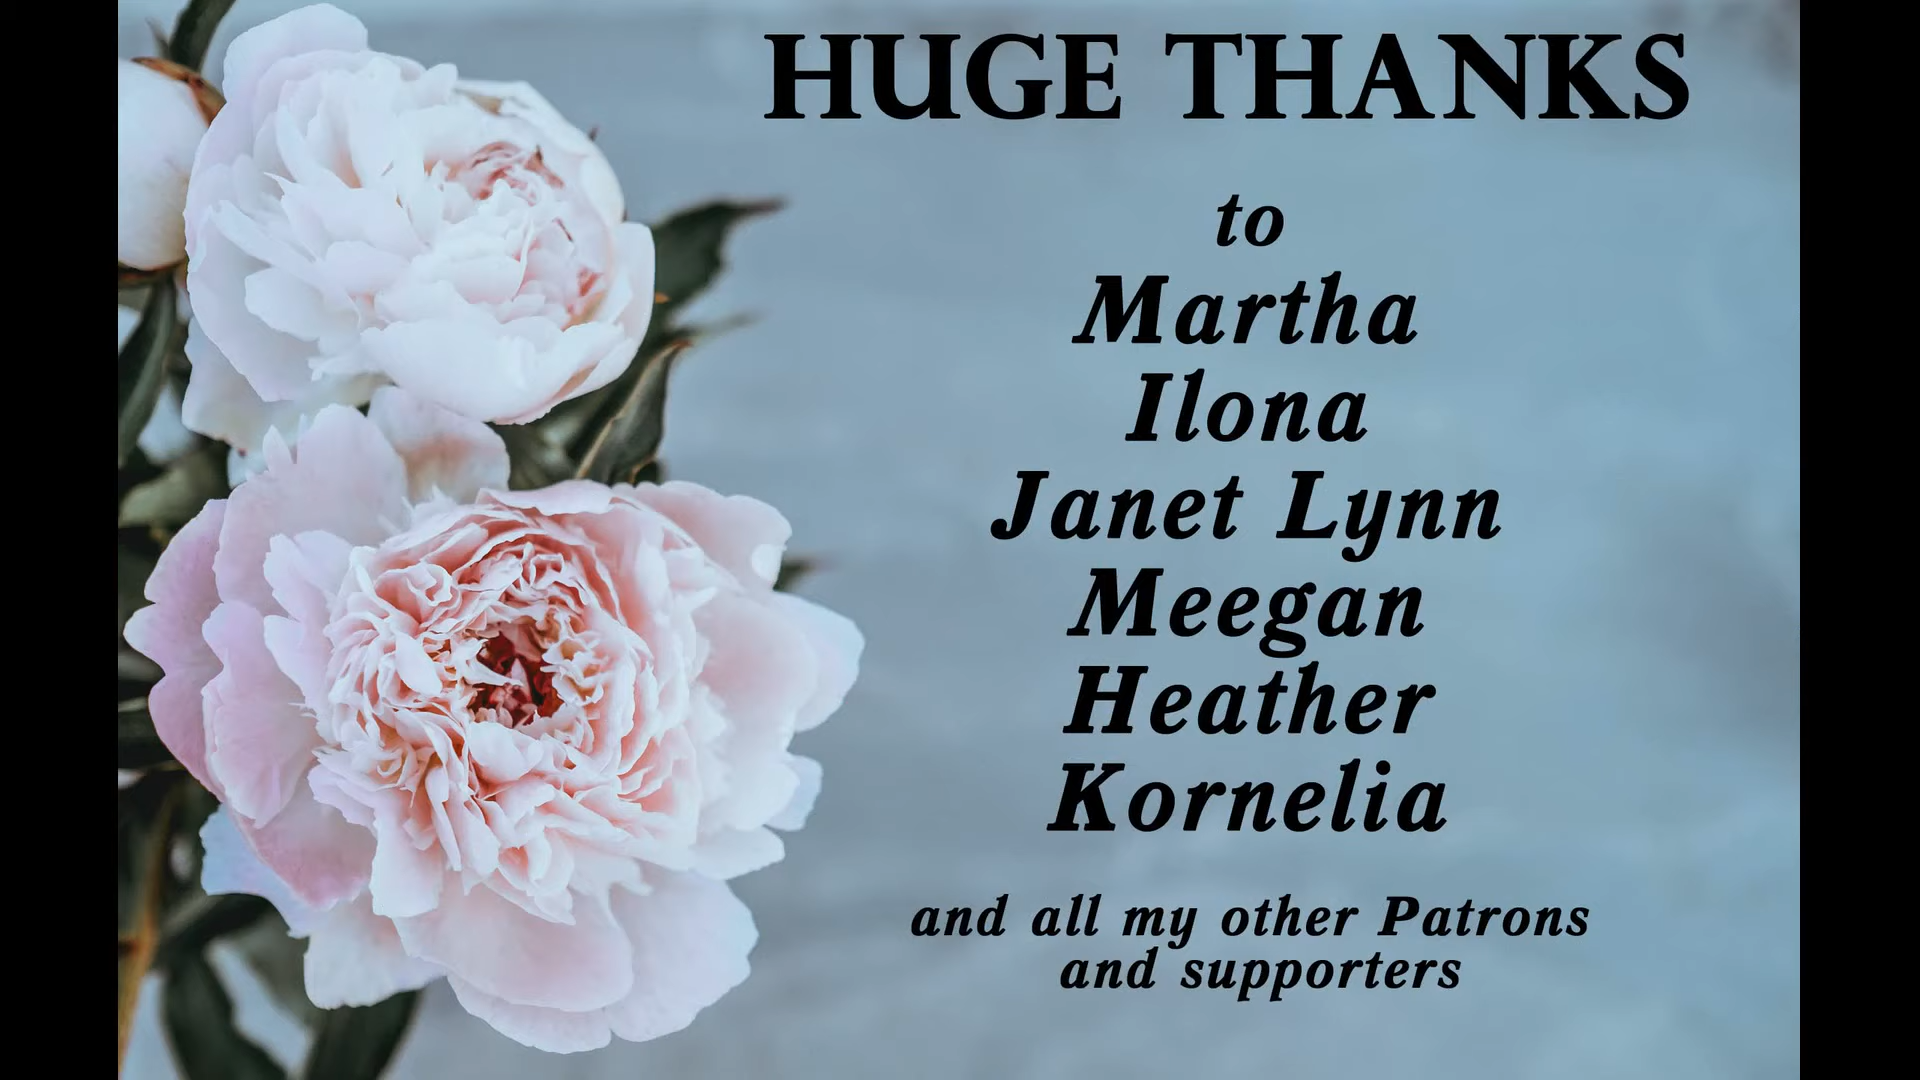 HUGE THANKS
to
Martha
Ilona
Janet Lynn
Meegan
Heather
Kornelia
and all my other Patrons
and supporters